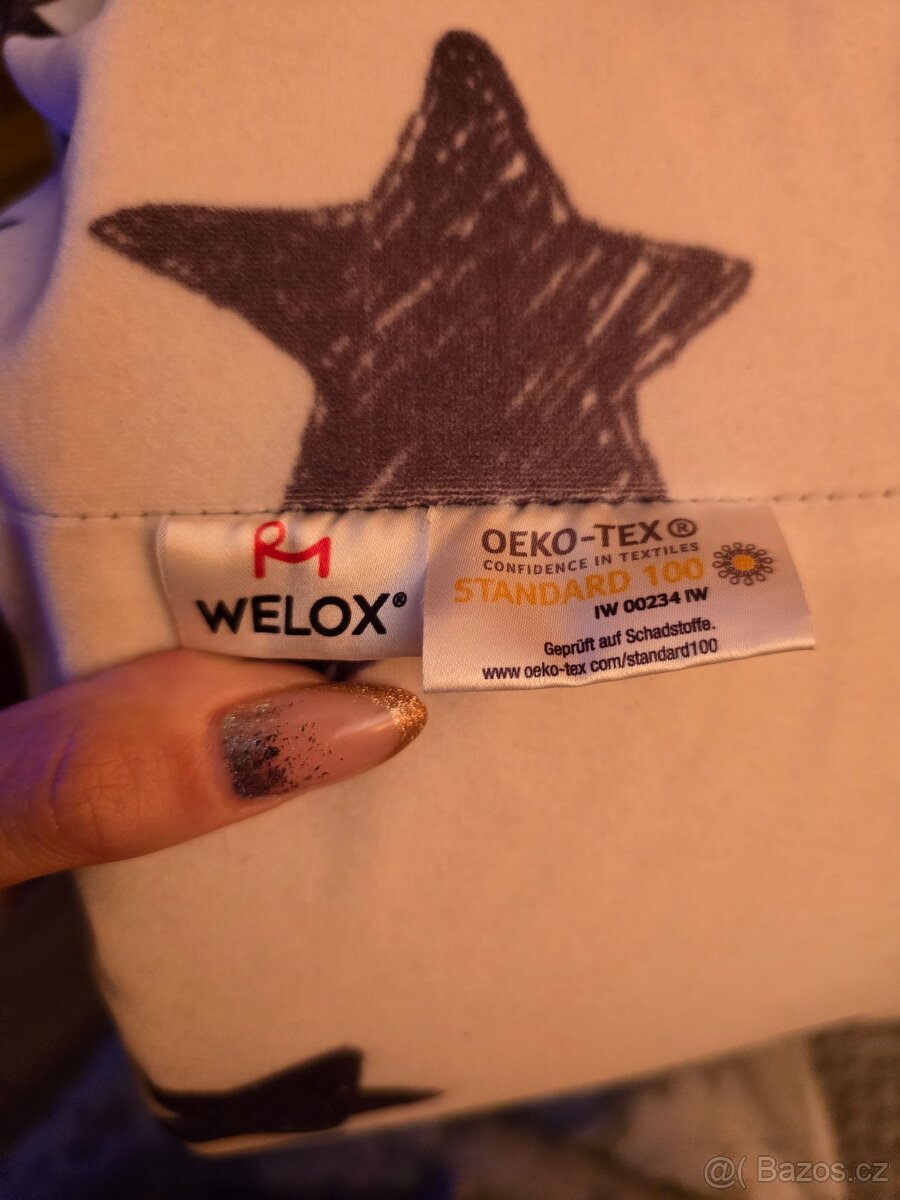 WELOX®
OEKO-TEX®
CONFIDENCE IN TEXTILES
STANDARD 100
IW 00234 IW
Geprüft auf Schadstoffe.
www oeko-tex com/standard100
@( Bazos.cz